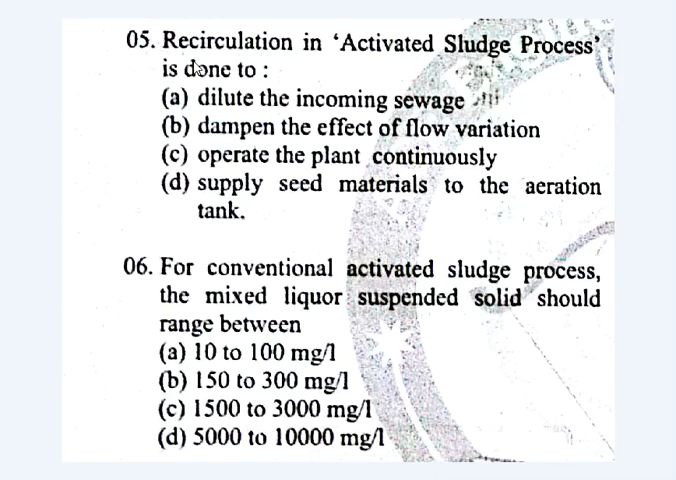 05. Recirculation in ‘Activated Sludge Process’
is done to :
(a) dilute the incoming sewage
(b) dampen the effect of flow variation
(c) operate the plant continuously
(d) supply seed materials to the aeration
tank.
06. For conventional activated sludge process,
the mixed liquor suspended solid should
range between
(a) 10 to 100 mg/l
(b) 150 to 300 mg/l
(c) 1500 to 3000 mg/l
(d) 5000 to 10000 mg/l